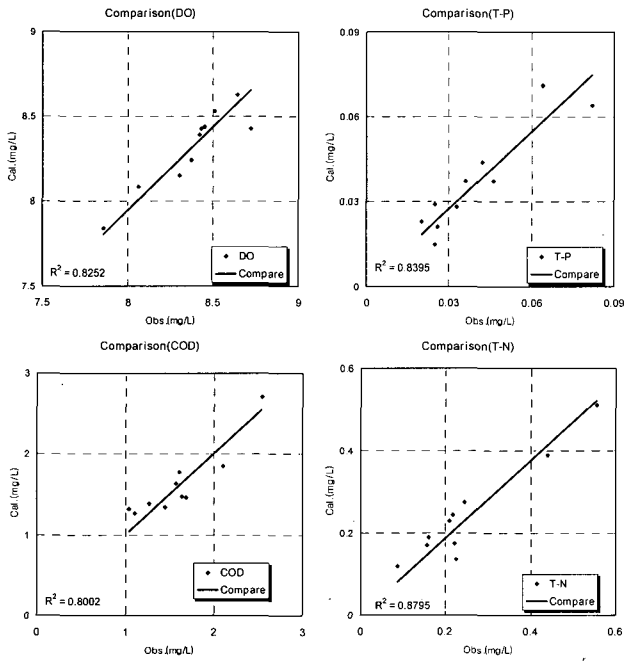 Comparison(DO)
9
8.5
8
7.5
Cal.(mg/L)
R² = 0.8252
DO
Compare
7.5 8 8.5 9
Obs.(mg/L)
Comparison(T-P)
0.09
0.06
0.03
0
Cal.(mg/L)
R² = 0.8395
T-P
Compare
0 0.03 0.06 0.09
Obs.(mg/L)
Comparison(COD)
3
2
1
0
Cal.(mg/L)
R² = 0.8002
COD
Compare
0 1 2 3
Obs.(mg/L)
Comparison(T-N)
0.6
0.4
0.2
0
Cal.(mg/L)
R² = 0.8795
T-N
Compare
0 0.2 0.4 0.6
Obs.(mg/L)